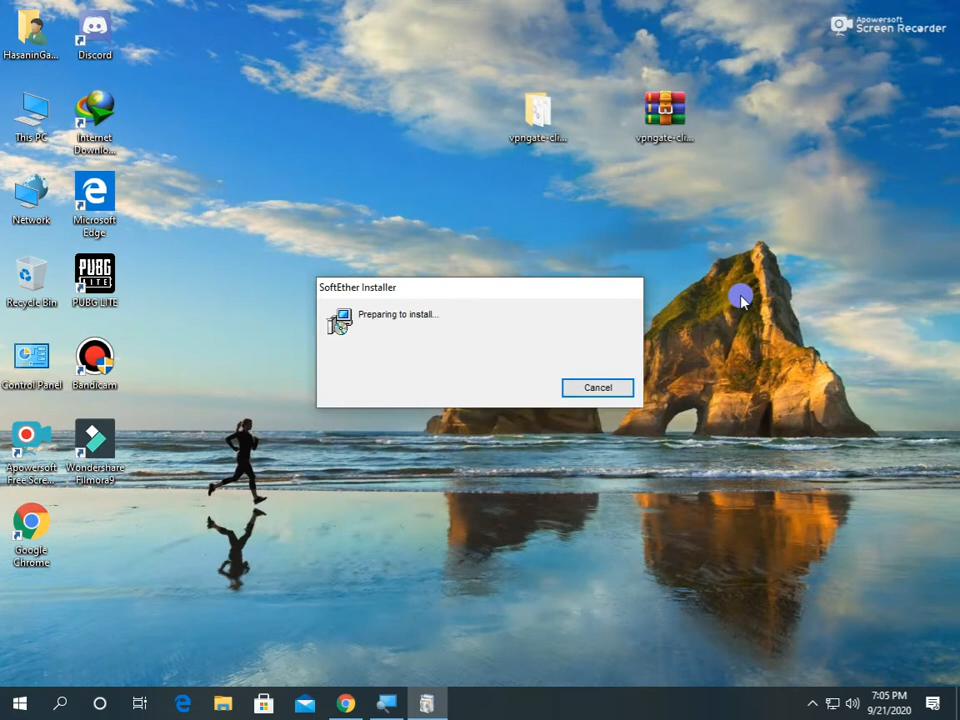 Apowersoft
Screen Recorder
HasaninGa...
Discord
vpngate-cli...
vpngate-cli...
This PC
Internet
Downlo...
Network
Microsoft
Edge
PUBG
LITE
Recycle Bin
PUBG LITE
SoftEther Installer
Preparing to install...
Cancel
Control Panel
Bandicam
Apowersoft
Free Scre...
Wondershare
Filmora9
Google
Chrome
7:05 PM
9/21/2020